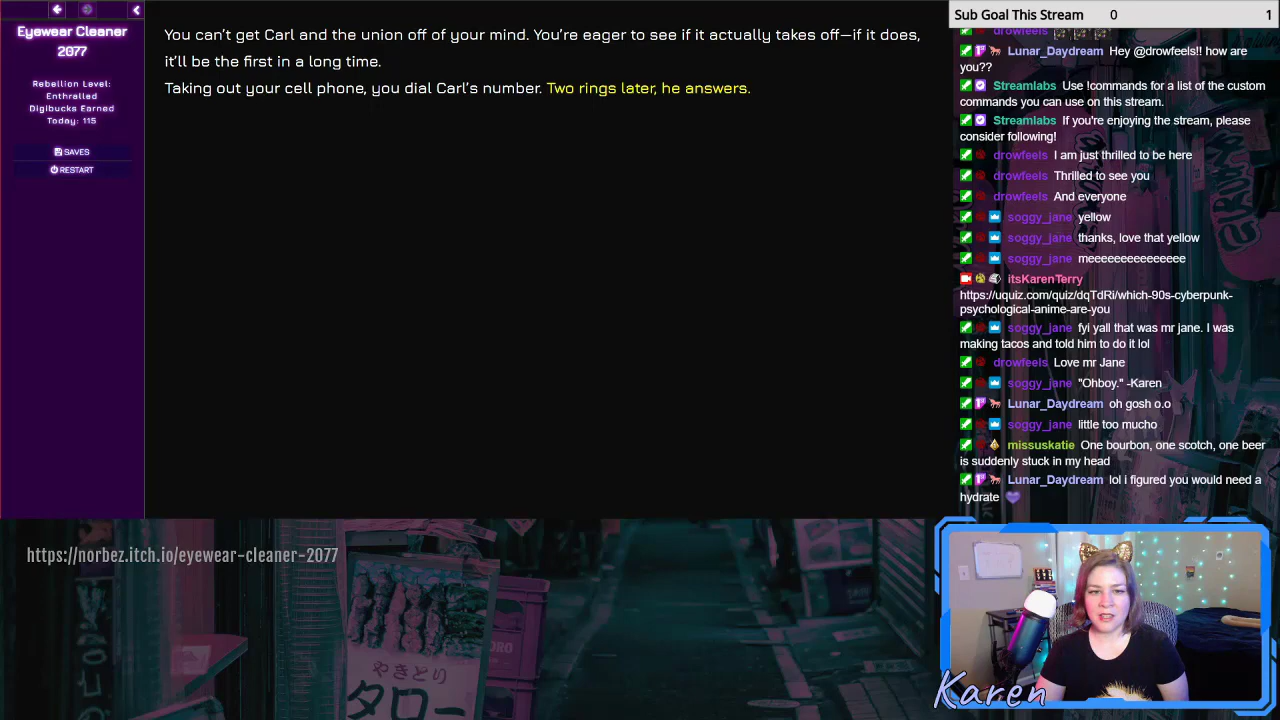 Eyewear Cleaner
2077
Rebellion Level:
Enthralled
Digibucks Earned
Today: 115
SAVES
RESTART
You can't get Carl and the union off of your mind. You're eager to see if it actually takes off—if it does,
it'll be the first in a long time.
Taking out your cell phone, you dial Carl's number. Two rings later, he answers.
https://norbez.itch.io/eyewear-cleaner-2077
やきとり
タワー
Sub Goal This Stream 0 1
drowfeels
Lunar_Daydream Hey @drowfeels!! how are
you??
Streamlabs Use !commands for a list of the custom
commands you can use on this stream.
Streamlabs If you're enjoying the stream, please
consider following!
drowfeels I am just thrilled to be here
drowfeels Thrilled to see you
drowfeels And everyone
soggy_jane yellow
soggy_jane thanks, love that yellow
soggy_jane meeeeeeeeeeeeeee
itsKarenTerry
https://uquiz.com/quiz/dqTdRi/which-90s-cyberpunk-
psychological-anime-are-you
soggy_jane fyi yall that was mr jane. I was
making tacos and told him to do it lol
drowfeels Love mr Jane
soggy_jane "Ohboy." -Karen
Lunar_Daydream oh gosh o.o
soggy_jane little too mucho
missuskatie One bourbon, one scotch, one beer
is suddenly stuck in my head
Lunar_Daydream lol i figured you would need a
hydrate
Karen